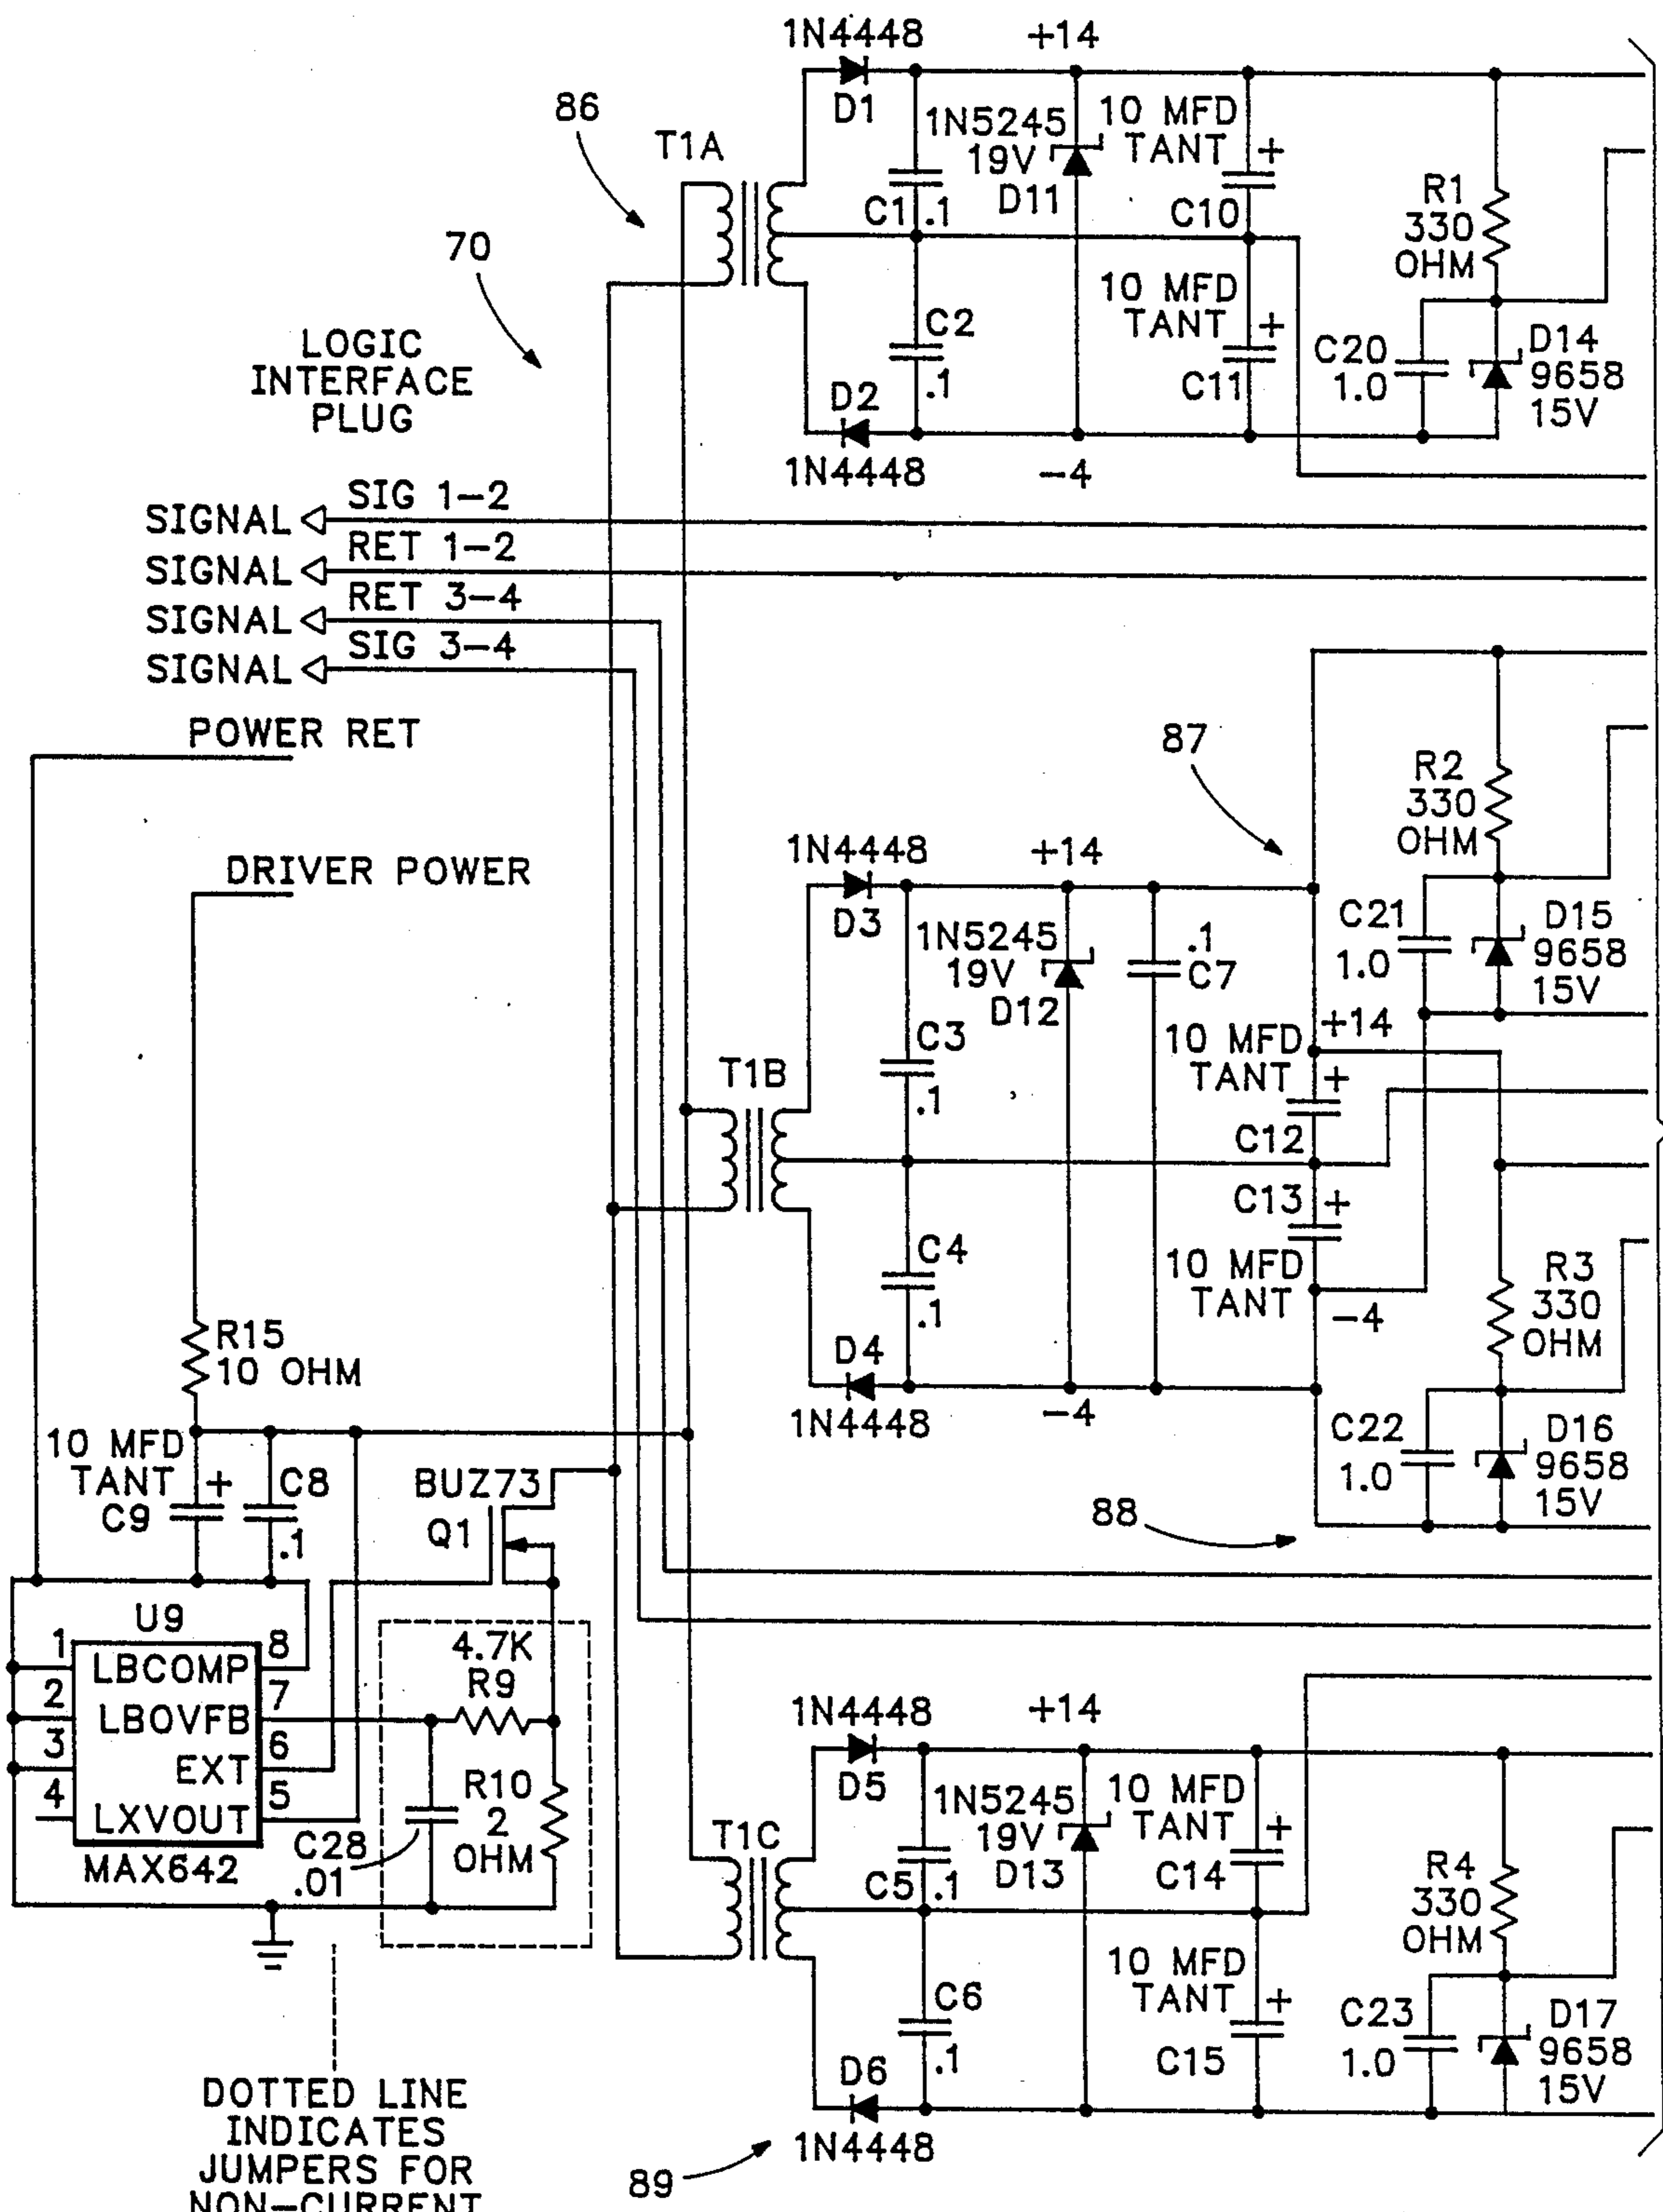 1N4448
+14
D1
86
T1A
1N5245
19V
D11
10 MFD
TANT
+
C1
.1
C10
R1
330
OHM
70
10 MFD
TANT
+
C2
.1
C11
C20
1.0
D14
9658
15V
LOGIC
INTERFACE
PLUG
D2
1N4448
-4
SIGNAL SIG 1-2
SIGNAL RET 1-2
SIGNAL RET 3-4
SIGNAL SIG 3-4
POWER RET
87
R2
330
OHM
DRIVER POWER
1N4448
+14
D3
1N5245
19V
D12
.1
C7
C21
1.0
D15
9658
15V
C3
.1
10 MFD
TANT
+14
+
C12
T1B
C13
+
10 MFD
TANT
-4
C4
.1
R3
330
OHM
R15
10 OHM
D4
1N4448
-4
C22
1.0
D16
9658
15V
10 MFD
TANT
+
C9
C8
.1
BUZ73
Q1
88
U9
1
8
LBCOMP
2
7
LBOVFB
3
6
EXT
4
5
LXVOUT
MAX642
4.7K
R9
R10
2
OHM
C28
.01
1N4448
+14
D5
1N5245
19V
D13
10 MFD
TANT
+
C14
T1C
C5
.1
R4
330
OHM
10 MFD
TANT
+
C15
C6
.1
C23
1.0
D17
9658
15V
D6
1N4448
89
DOTTED LINE
INDICATES
JUMPERS FOR
NON-CURRENT